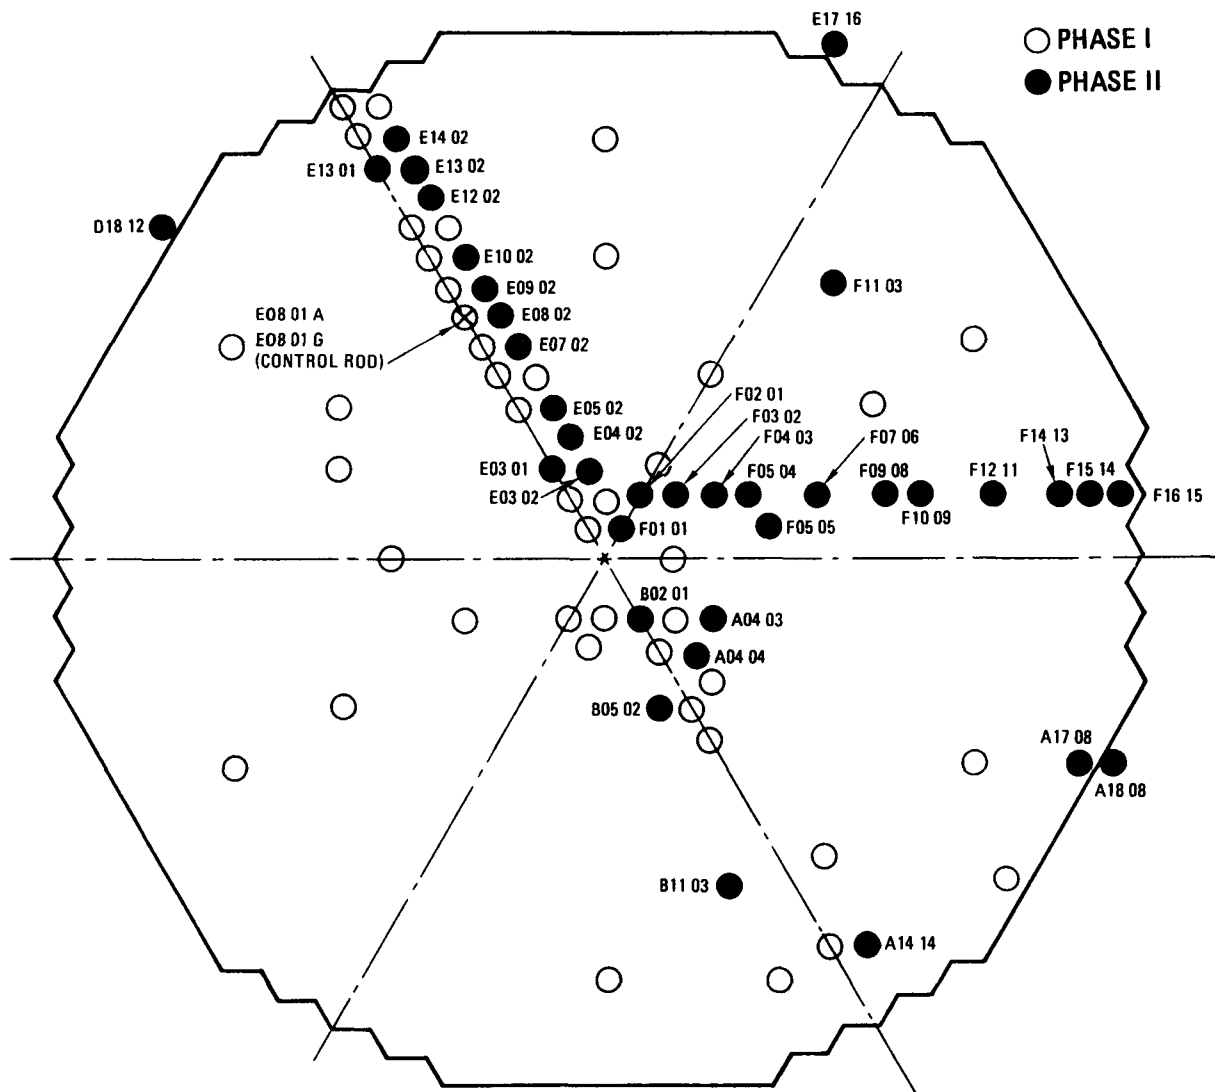 E17 16
PHASE I
PHASE II
E14 02
E13 01
E13 02
E12 02
D18 12
E10 02
E09 02
F11 03
E08 01 A
E08 01 G
(CONTROL ROD)
E08 02
E07 02
F02 01
F03 02
E05 02
F04 03
F07 06
E04 02
F14 13
E03 01
F05 04
F09 08
F12 11
F15 14
F16 15
E03 02
F10 09
F01 01
F05 05
B02 01
A04 03
A04 04
B05 02
A17 08
A18 08
B11 03
A14 14